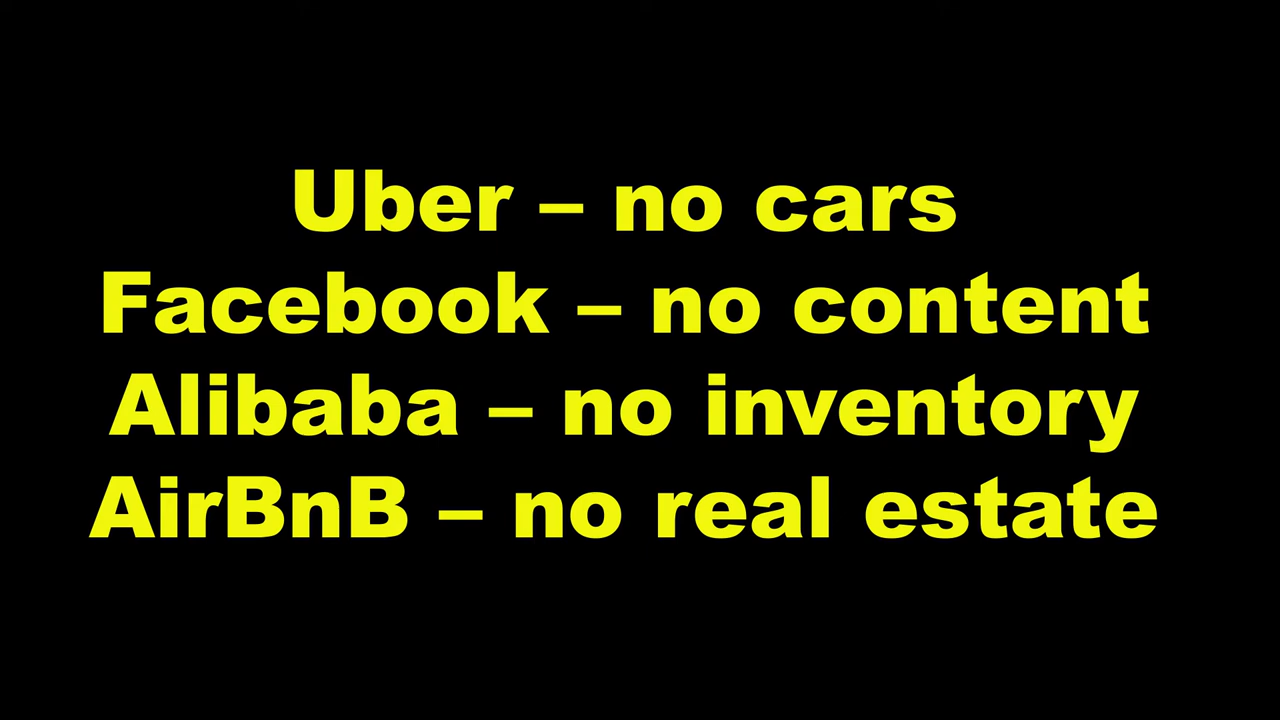 Uber – no cars
Facebook – no content
Alibaba – no inventory
AirBnB – no real estate